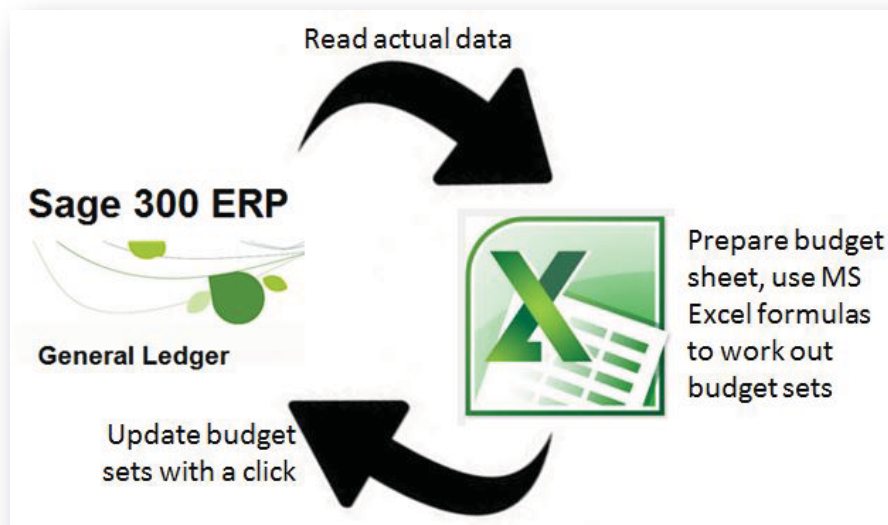 Read actual data
Sage 300 ERP
General Ledger
Prepare budget
sheet, use MS
Excel formulas
to work out
budget sets
Update budget
sets with a click